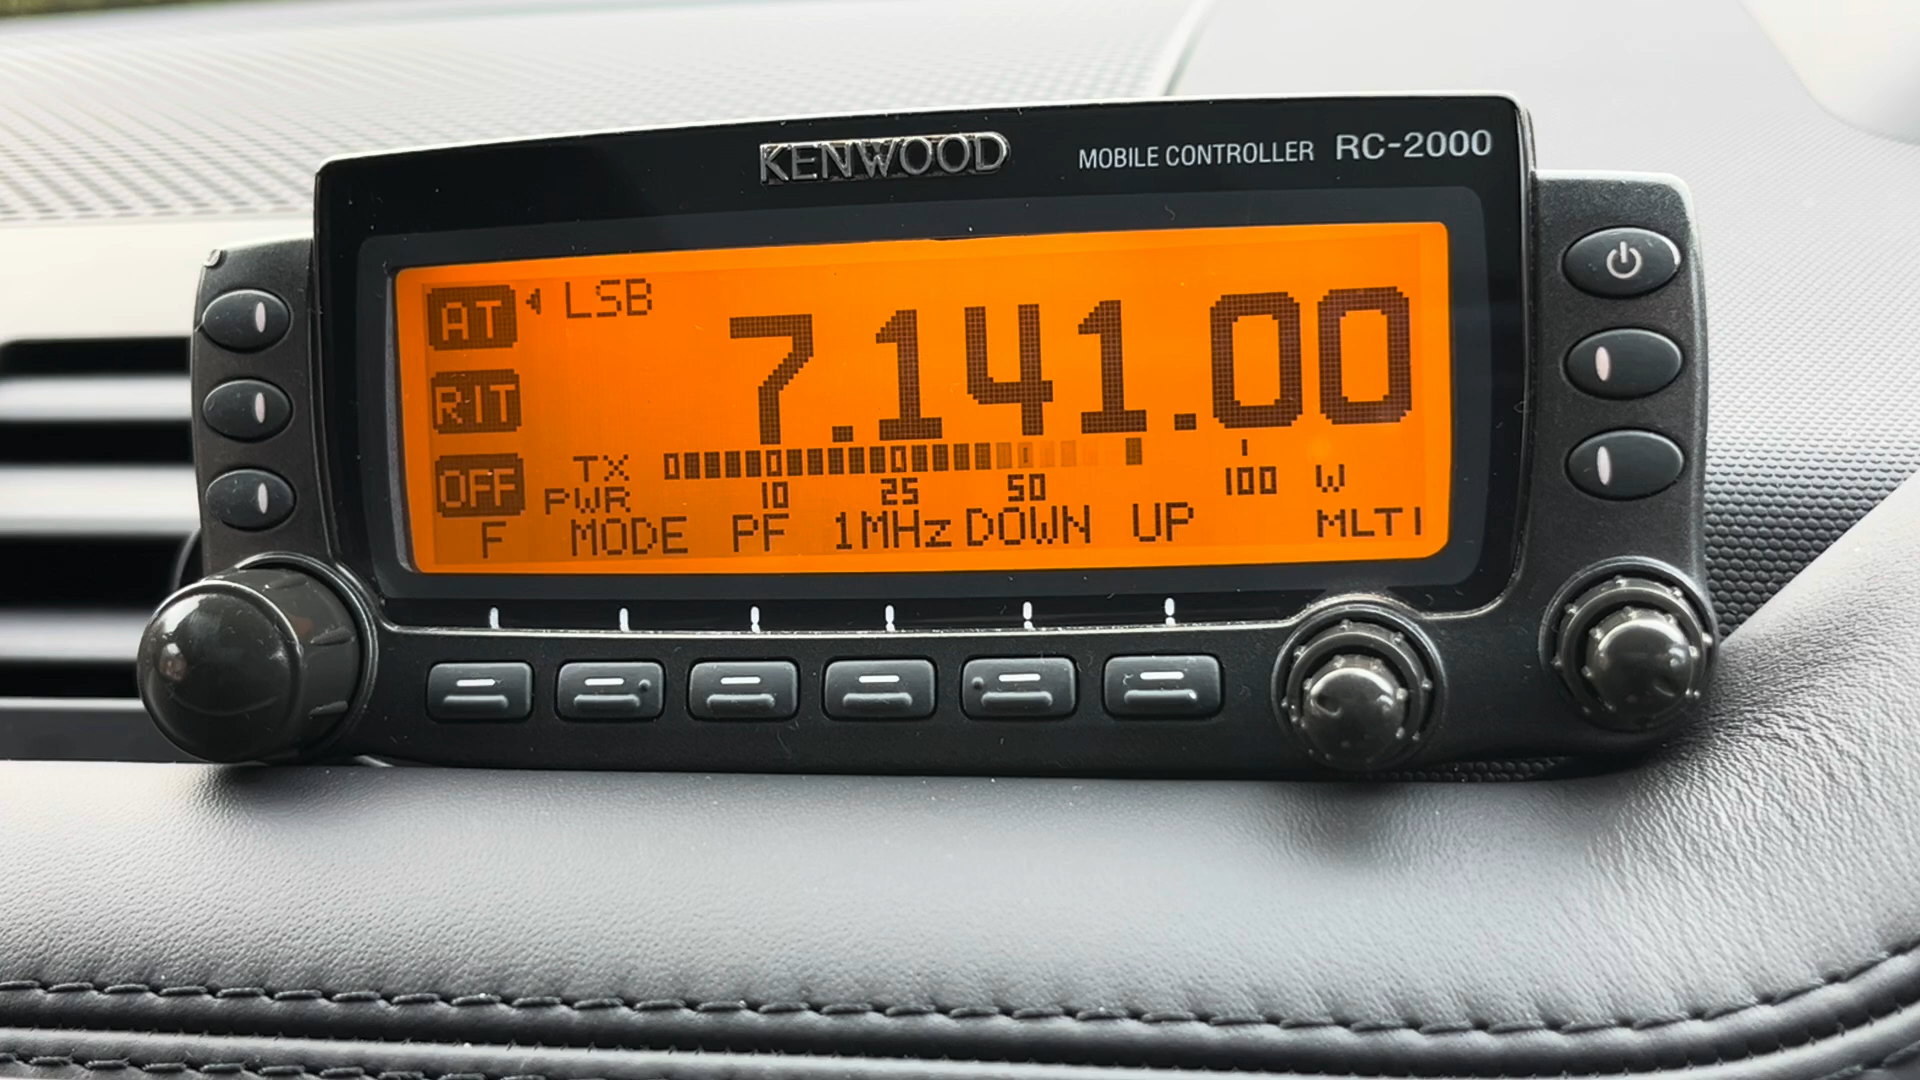 KENWOOD
MOBILE CONTROLLER RC-2000
AT LSB 7.141.00
RIT
TX
OFF PWR 10 25 50 100 W
F MODE PF 1MHz DOWN UP MLTI